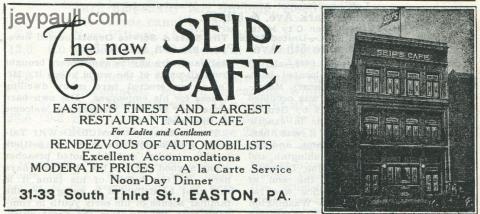 jaypaull.com
The new SEIP,
CAFE
EASTON'S FINEST AND LARGEST
RESTAURANT AND CAFE
For Ladies and Gentlemen
RENDEZVOUS OF AUTOMOBILISTS
Excellent Accommodations
MODERATE PRICES A la Carte Service
Noon-Day Dinner
31-33 South Third St., EASTON, PA.
SEIP'S CAFE